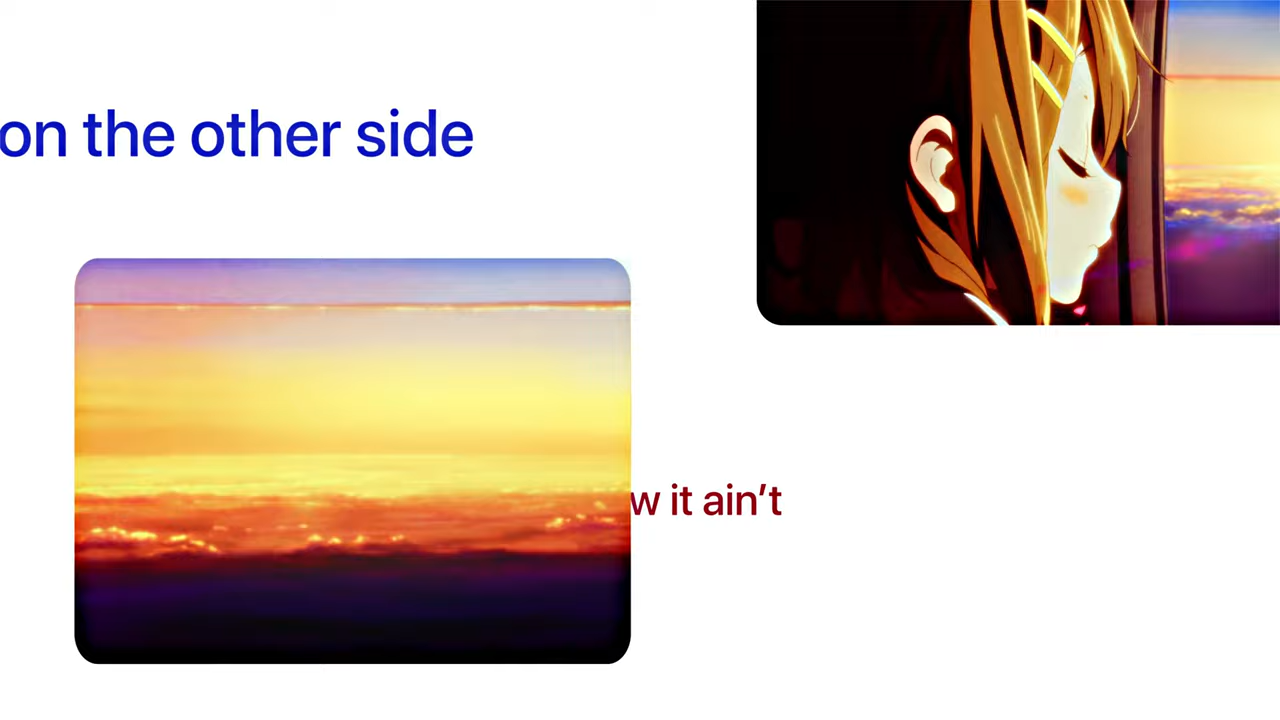 on the other side
w it ain’t